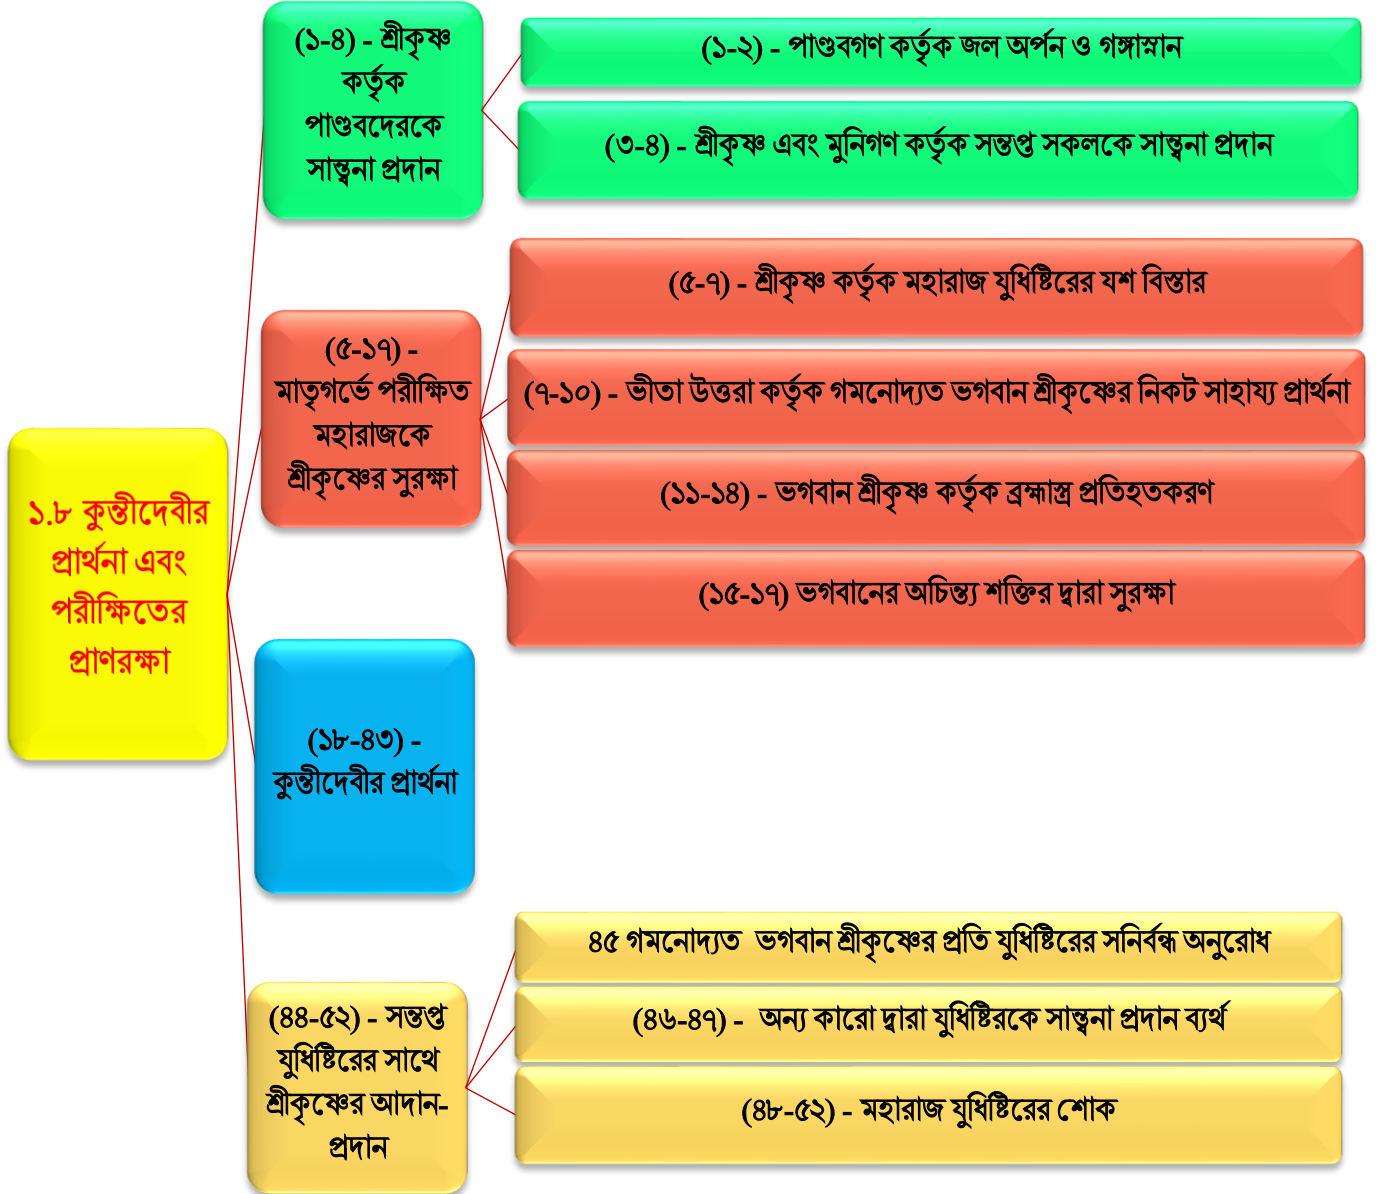 ১.৮ কুন্তীদেবীর
প্রার্থনা এবং
পরীক্ষিতের
প্রাণরক্ষা
(১-৪) - শ্রীকৃষ্ণ
কর্তৃক
পাণ্ডবদেরকে
সান্ত্বনা প্রদান
(১-২) - পাণ্ডবগণ কর্তৃক জল অর্পন ও গঙ্গাস্নান
(৩-৪) - শ্রীকৃষ্ণ এবং মুনিগণ কর্তৃক সন্তপ্ত সকলকে সান্ত্বনা প্রদান
(৫-১৭) -
মাতৃগর্ভে পরীক্ষিত
মহারাজকে
শ্রীকৃষ্ণের সুরক্ষা
(৫-৭) - শ্রীকৃষ্ণ কর্তৃক মহারাজ যুধিষ্টিরের যশ বিস্তার
(৭-১০) - ভীতা উত্তরা কর্তৃক গমনোদ্যত ভগবান শ্রীকৃষ্ণের নিকট সাহায্য প্রার্থনা
(১১-১৪) - ভগবান শ্রীকৃষ্ণ কর্তৃক ব্রহ্মাস্ত্র প্রতিহতকরণ
(১৫-১৭) ভগবানের অচিন্ত্য শক্তির দ্বারা সুরক্ষা
(১৮-৪৩) -
কুন্তীদেবীর প্রার্থনা
(৪৪-৫২) - সন্তপ্ত
যুধিষ্টিরের সাথে
শ্রীকৃষ্ণের আদান-
প্রদান
৪৫ গমনোদ্যত ভগবান শ্রীকৃষ্ণের প্রতি যুধিষ্টিরের সনির্বন্ধ অনুরোধ
(৪৬-৪৭) - অন্য কারো দ্বারা যুধিষ্টিরকে সান্ত্বনা প্রদান ব্যর্থ
(৪৮-৫২) - মহারাজ যুধিষ্টিরের শোক